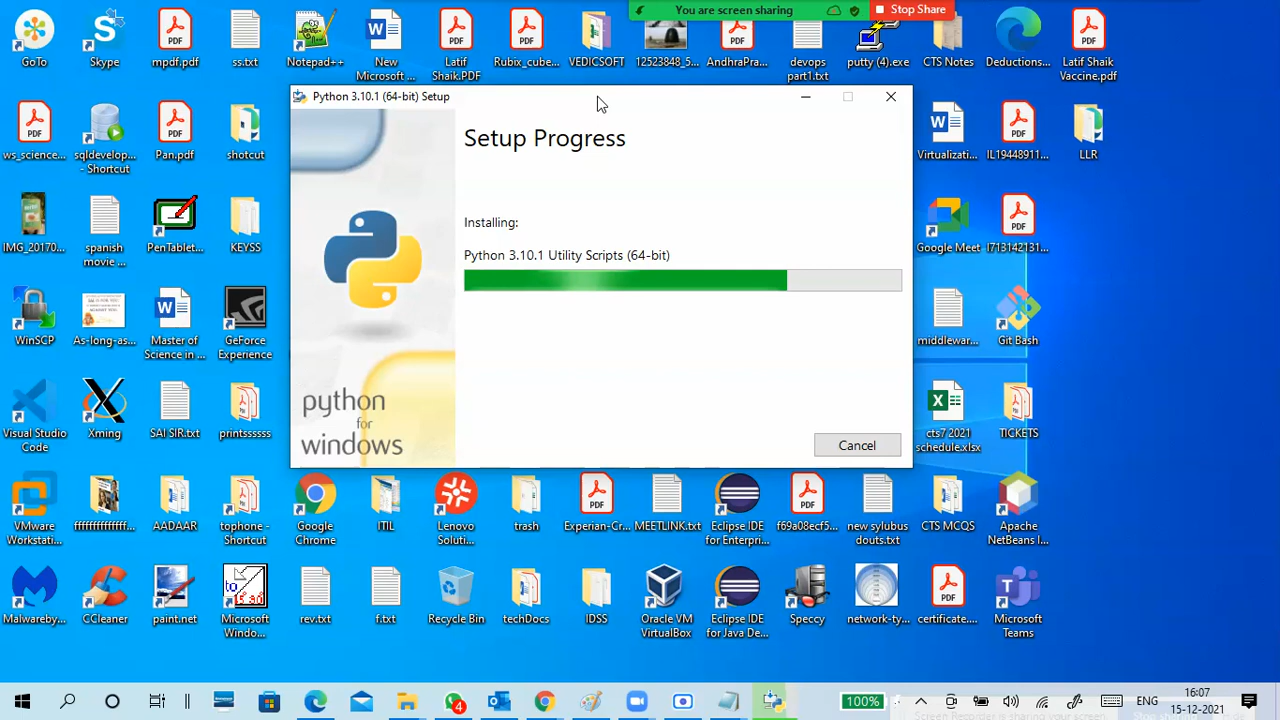 You are screen sharing
Stop Share
GoTo
Skype
mpdf.pdf
ss.txt
Notepad++
New
Microsoft ...
Latif
Shaik.PDF
Rubix_cube...
VEDICSOFT
12523848_5...
AndhraPra...
devops
part1.txt
putty (4).exe
CTS Notes
Deductions...
Latif Shaik
Vaccine.pdf
Python 3.10.1 (64-bit) Setup
Setup Progress
Installing:
Python 3.10.1 Utility Scripts (64-bit)
python
for
windows
Cancel
ws_science...
sqldevelop...
- Shortcut
Pan.pdf
shotcut
Virtualizati...
IL19448911...
LLR
IMG_20170...
spanish
movie ...
PenTablet...
KEYSS
Google Meet
I713142131...
WinSCP
As-long-as...
Master of
Science in ...
GeForce
Experience
middlewar...
Git Bash
Visual Studio
Code
Xming
SAI SIR.txt
printssssss
cts7 2021
schedule.xlsx
TICKETS
VMware
Workstati...
ffffffffffffff...
AADAAR
tophone -
Shortcut
Google
Chrome
ITIL
Lenovo
Soluti...
trash
Experian-Cr...
MEETLINK.txt
Eclipse IDE
for Enterpri...
f69a08ecf5...
new sylubus
douts.txt
CTS MCQS
Apache
NetBeans I...
Malwareby...
CCleaner
paint.net
Microsoft
Windo...
rev.txt
f.txt
Recycle Bin
techDocs
IDSS
Oracle VM
VirtualBox
Eclipse IDE
for Java De...
Speccy
network-ty...
certificate....
Microsoft
Teams
4
100%
ENG
16:07
15-12-2021